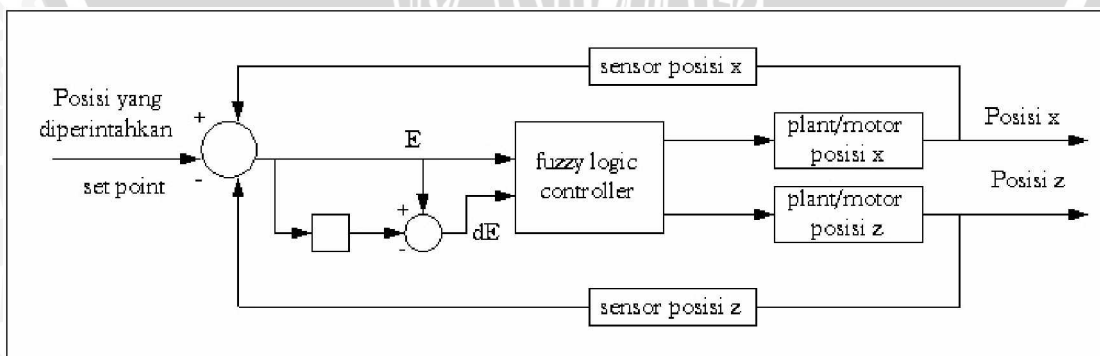 sensor posisi x
Posisi yang
diperintahkan
+
-
set point
E
fuzzy logic
controller
plant/motor
posisi x
Posisi x
plant/motor
posisi z
Posisi z
+
-
dE
sensor posisi z